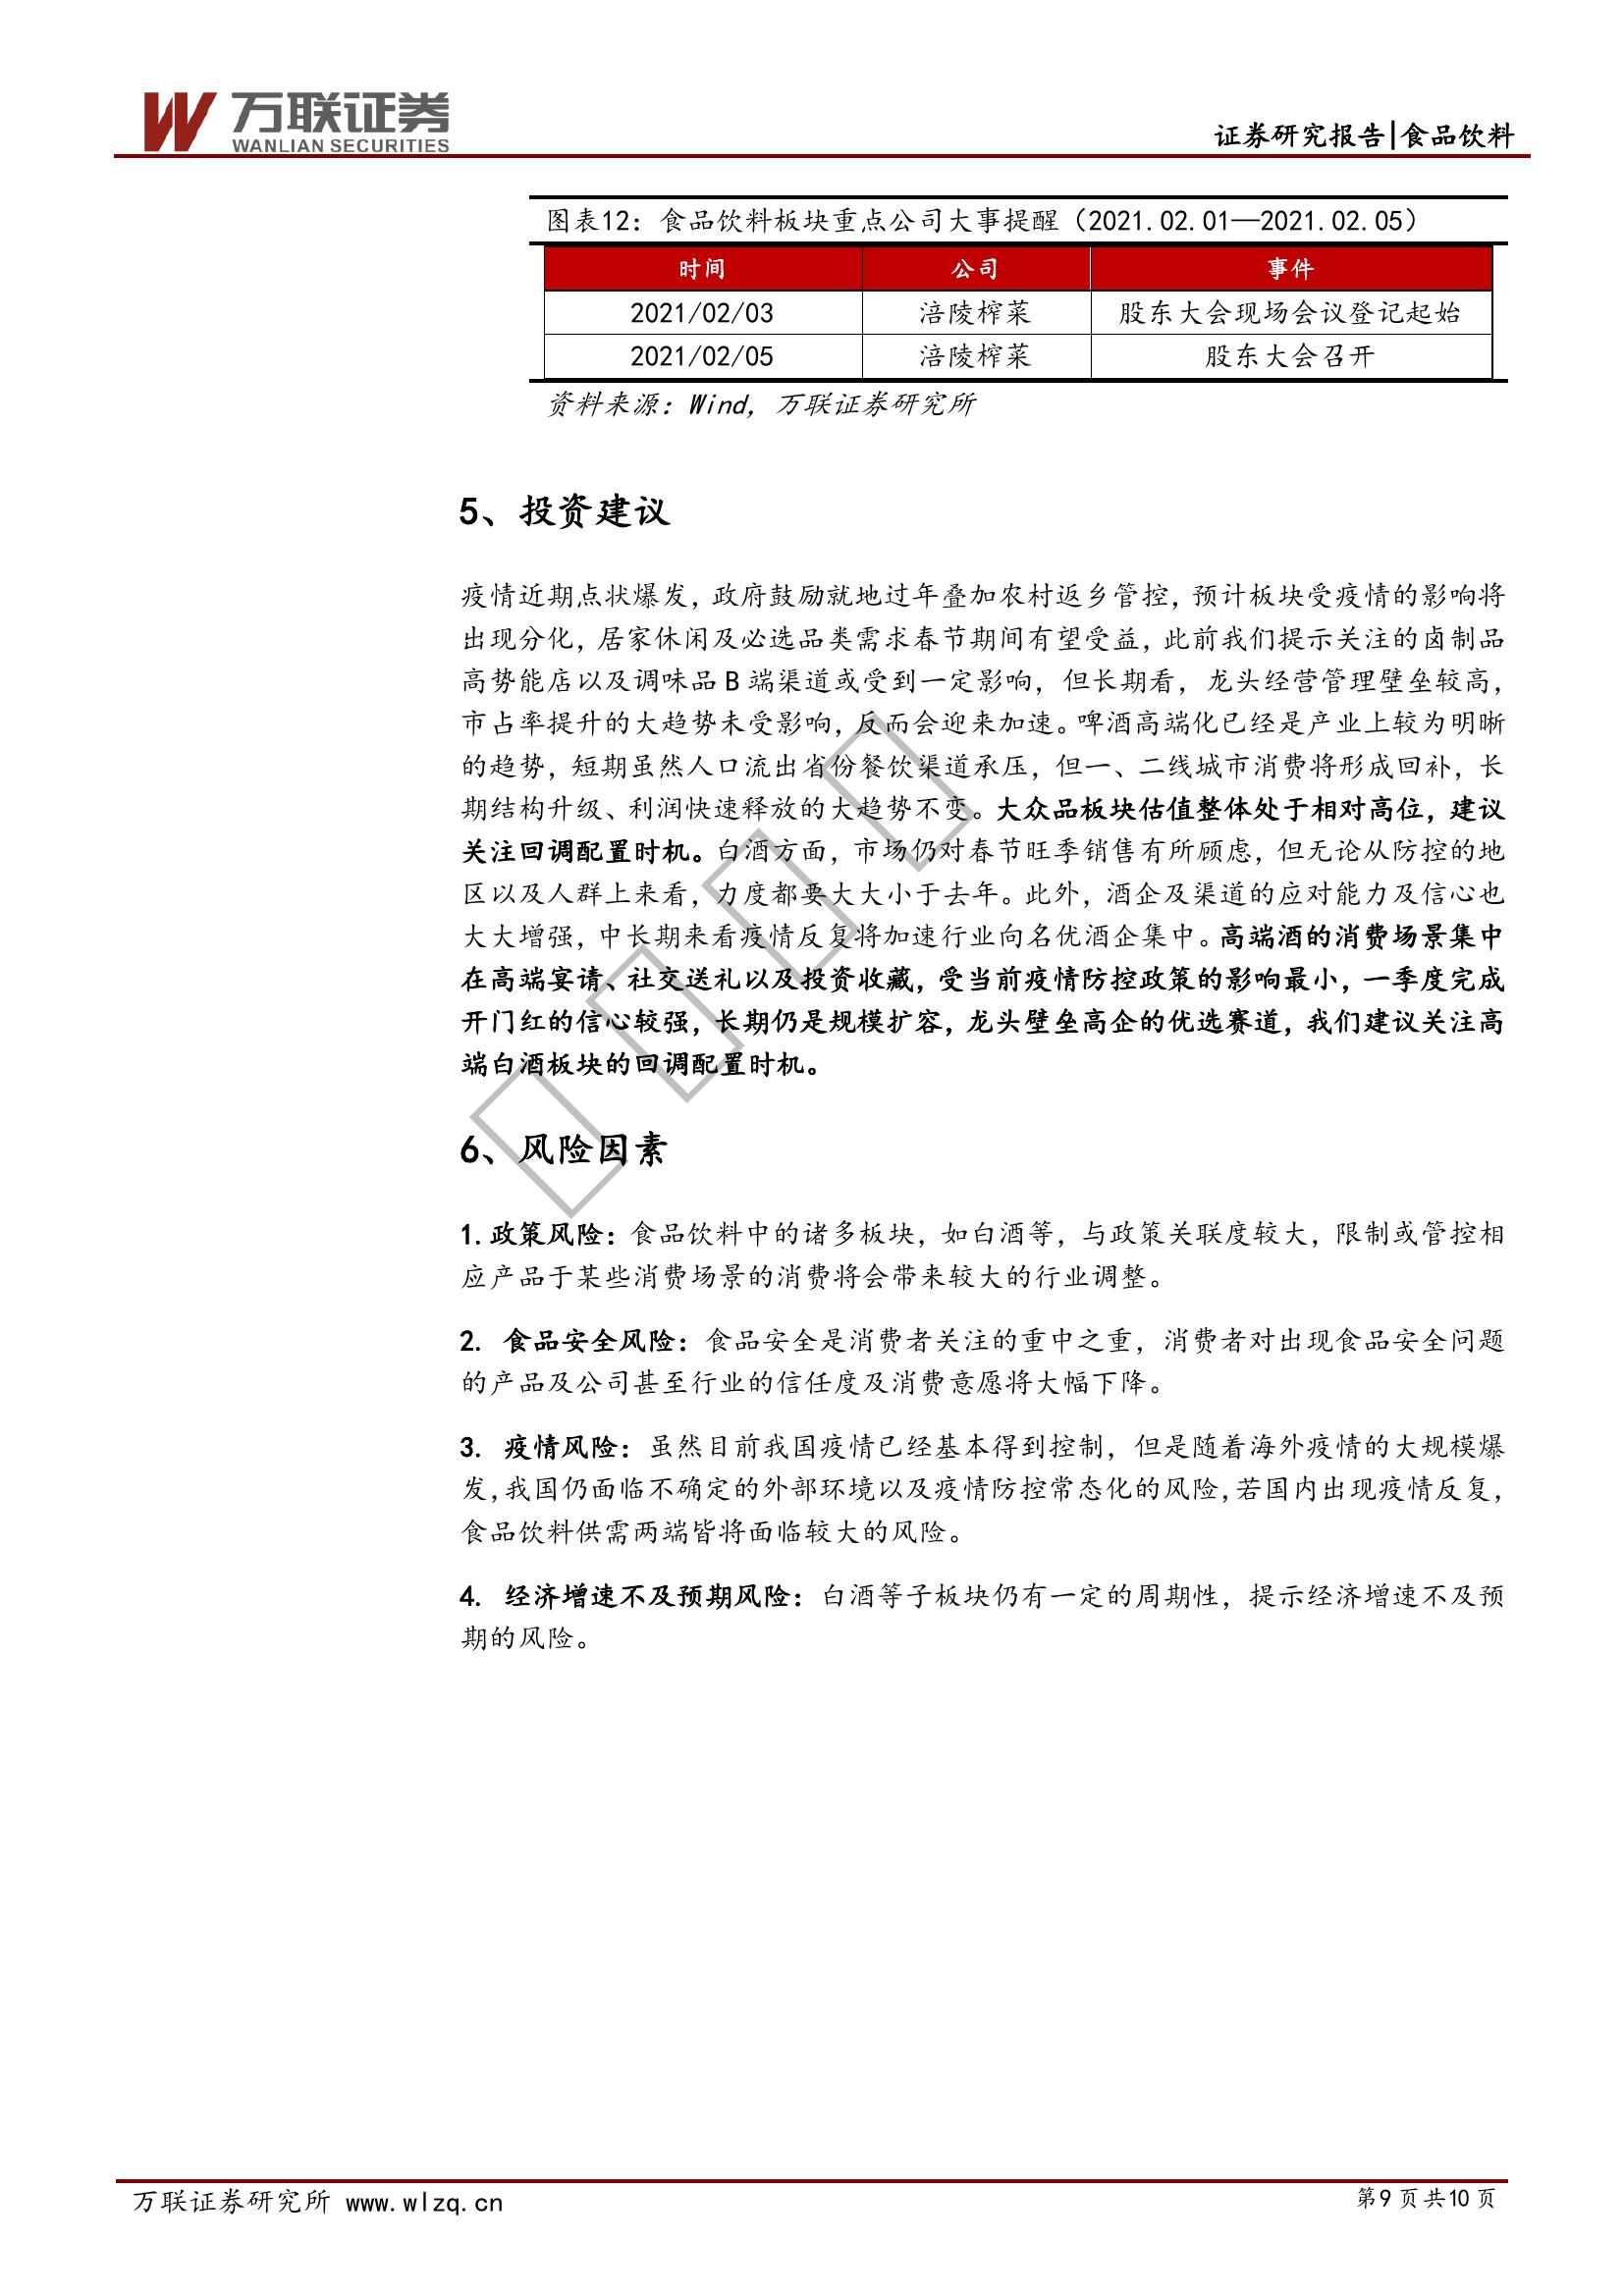 万联证券
WANLIAN SECURITIES
证券研究报告|食品饮料
图表12：食品饮料板块重点公司大事提醒（2021.02.01—2021.02.05）
时间 公司 事件
2021/02/03 涪陵榨菜 股东大会现场会议登记起始
2021/02/05 涪陵榨菜 股东大会召开
资料来源：Wind，万联证券研究所
5、投资建议
疫情近期点状爆发，政府鼓励就地过年叠加农村返乡管控，预计板块受疫情的影响将
出现分化，居家休闲及必选品类需求春节期间有望受益，此前我们提示关注的卤制品
高势能店以及调味品 B 端渠道或受到一定影响，但长期看，龙头经营管理壁垒较高，
市占率提升的大趋势未受影响，反而会迎来加速。啤酒高端化已经是产业上较为明晰
的趋势，短期虽然人口流出省份餐饮渠道承压，但一、二线城市消费将形成回补，长
期结构升级、利润快速释放的大趋势不变。大众品板块估值整体处于相对高位，建议
关注回调配置时机。白酒方面，市场仍对春节旺季销售有所顾虑，但无论从防控的地
区以及人群上来看，力度都要大大小于去年。此外，酒企及渠道的应对能力及信心也
大大增强，中长期来看疫情反复将加速行业向名优酒企集中。高端酒的消费场景集中
在高端宴请、社交送礼以及投资收藏，受当前疫情防控政策的影响最小，一季度完成
开门红的信心较强，长期仍是规模扩容，龙头壁垒高企的优选赛道，我们建议关注高
端白酒板块的回调配置时机。
6、风险因素
1.政策风险：食品饮料中的诸多板块，如白酒等，与政策关联度较大，限制或管控相
应产品于某些消费场景的消费将会带来较大的行业调整。
2. 食品安全风险：食品安全是消费者关注的重中之重，消费者对出现食品安全问题
的产品及公司甚至行业的信任度及消费意愿将大幅下降。
3. 疫情风险：虽然目前我国疫情已经基本得到控制，但是随着海外疫情的大规模爆
发，我国仍面临不确定的外部环境以及疫情防控常态化的风险，若国内出现疫情反复，
食品饮料供需两端皆将面临较大的风险。
4. 经济增速不及预期风险：白酒等子板块仍有一定的周期性，提示经济增速不及预
期的风险。
万联证券研究所 www.wlzq.cn
第9页共10页